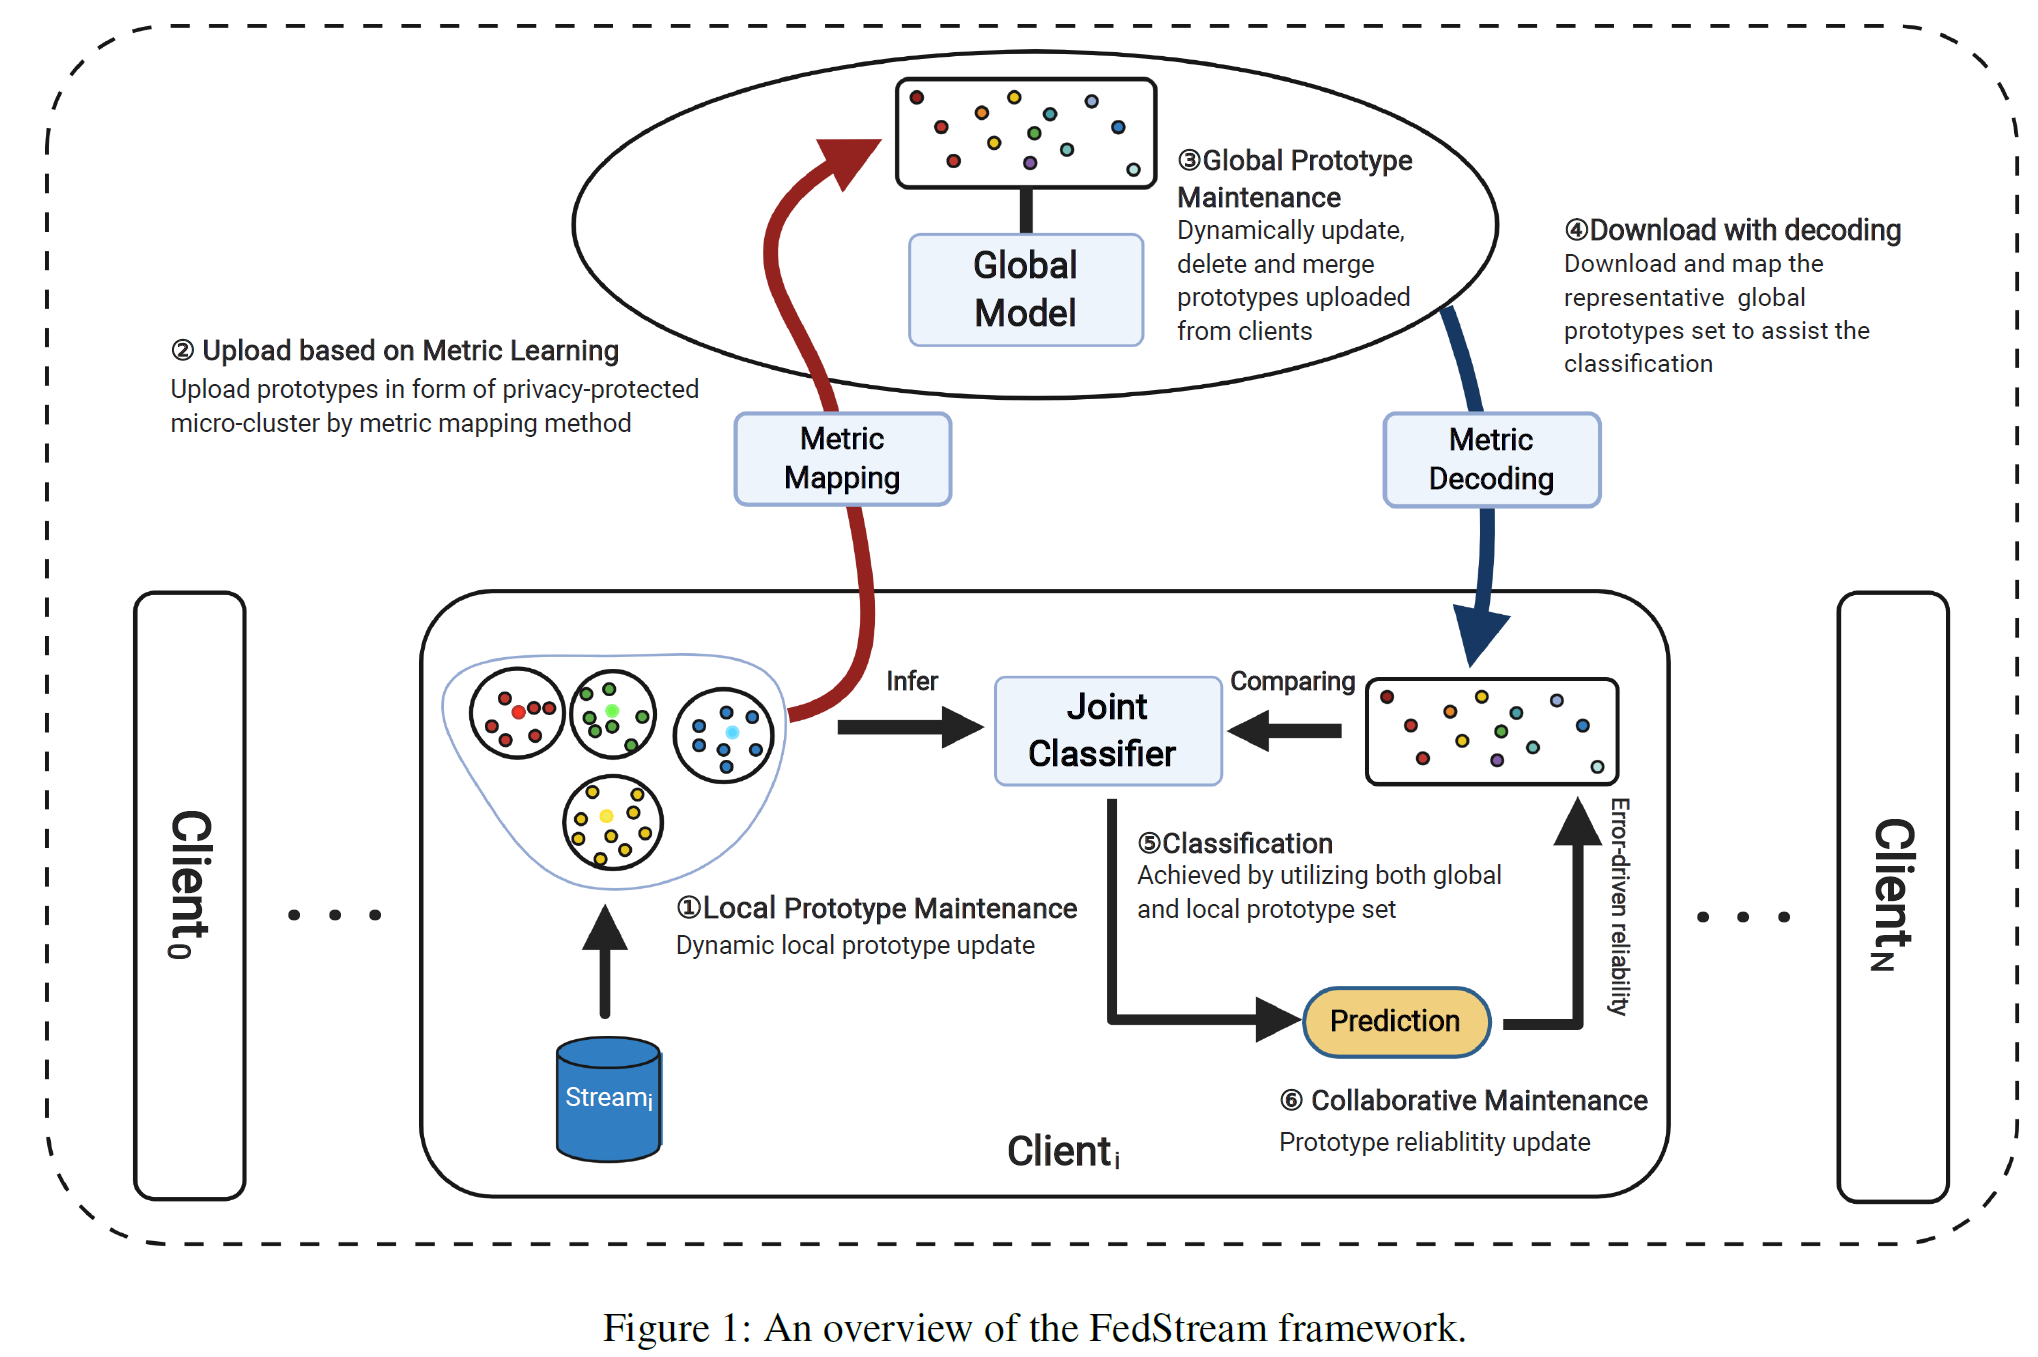 ③Global Prototype
Maintenance
Dynamically update,
delete and merge
prototypes uploaded
from clients
Global
Model
④Download with decoding
Download and map the
representative global
prototypes set to assist the
classification
② Upload based on Metric Learning
Upload prototypes in form of privacy-protected
micro-cluster by metric mapping method
Metric
Mapping
Metric
Decoding
Client0
Infer
Joint
Classifier
Comparing
Error-driven reliability
⑤Classification
Achieved by utilizing both global
and local prototype set
①Local Prototype Maintenance
Dynamic local prototype update
Prediction
Streami
⑥ Collaborative Maintenance
Prototype reliablitity update
Clienti
ClientN
Figure 1: An overview of the FedStream framework.